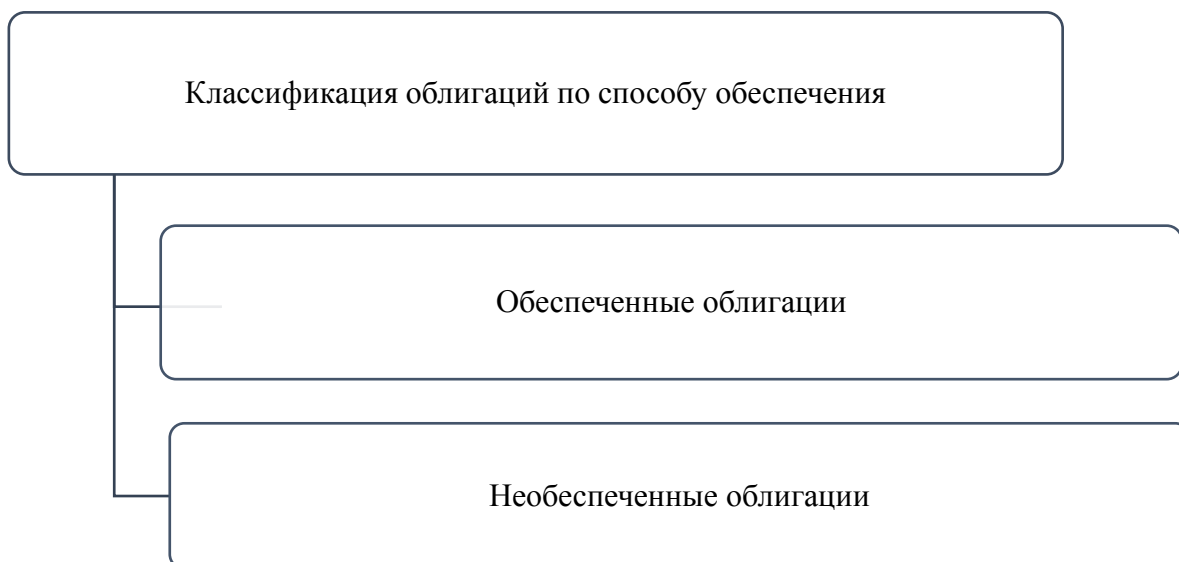 Классификация облигаций по способу обеспечения
Обеспеченные облигации
Необеспеченные облигации